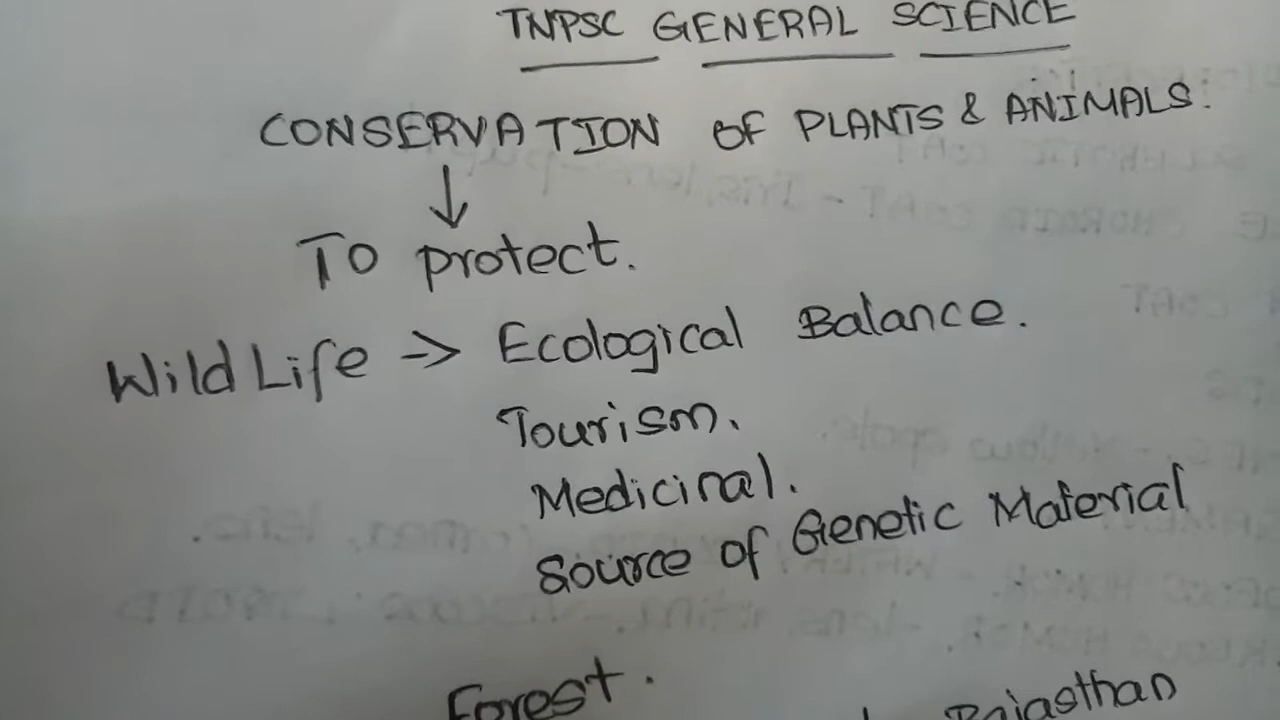 TNPSC GENERAL SCIENCE
CONSERVATION OF PLANTS & ANIMALS.
↓
To protect.
Wild Life -> Ecological Balance.
Tourism.
Medicinal.
Source of Genetic Material
Forest.
Rajasthan